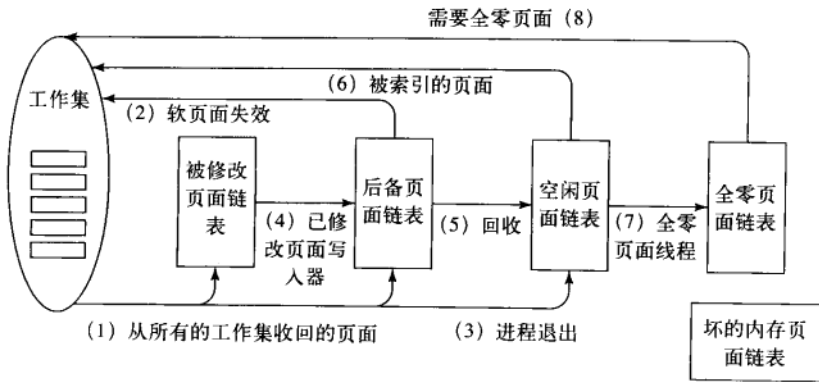 需要全零页面（8）
（6）被索引的页面
工作集
（2）软页面失效
被修改
页面链
表
后备页
面链表
空闲页
面链表
全零页
面链表
（4）已修
改页面写
入器
（5）回收
（7）全零
页面线程
（1）从所有的工作集收回的页面
（3）进程退出
坏的内存页
面链表